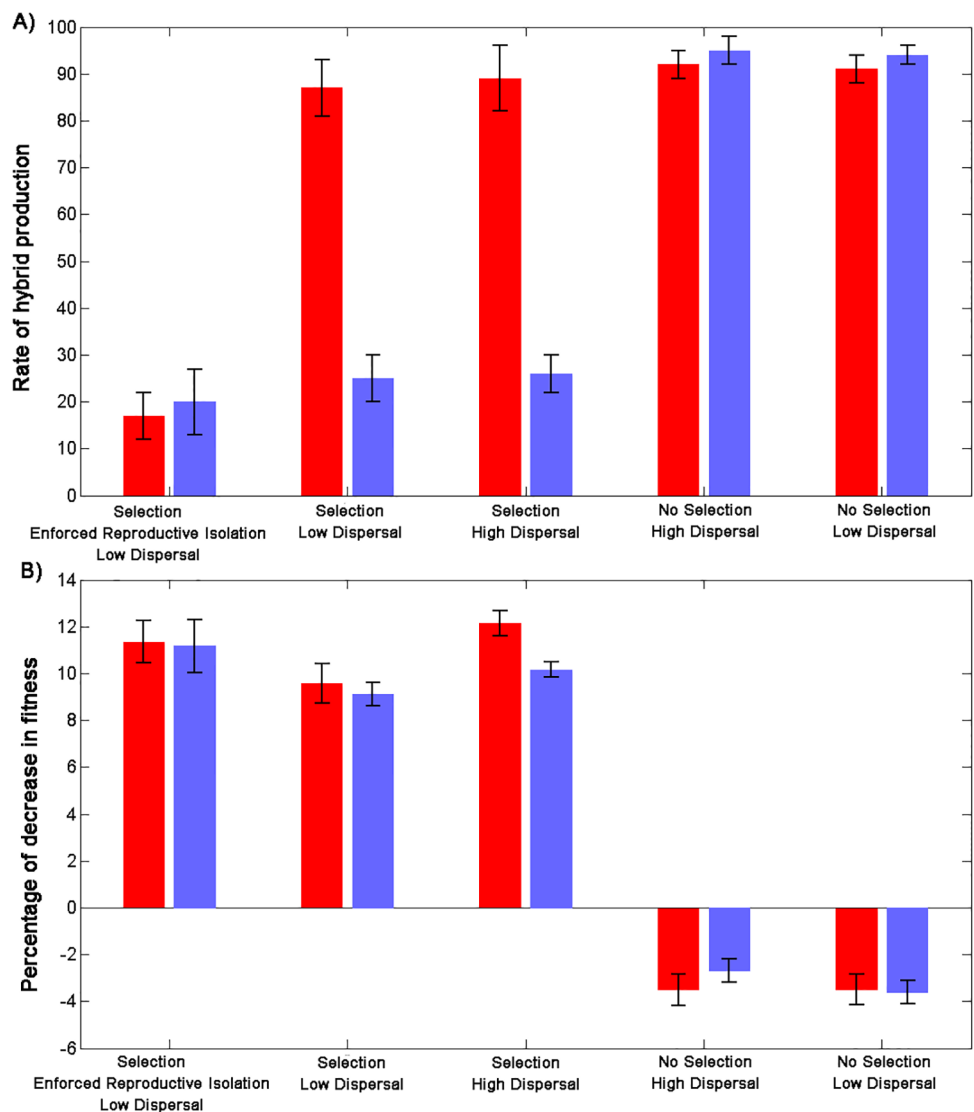 A)
Rate of hybrid production
100
90
80
70
60
50
40
30
20
10
0
Selection
Enforced Reproductive Isolation
Low Dispersal
Selection
Low Dispersal
Selection
High Dispersal
No Selection
High Dispersal
No Selection
Low Dispersal
B)
Percentage of decrease in fitness
14
12
10
8
6
4
2
0
-2
-4
-6
Selection
Enforced Reproductive Isolation
Low Dispersal
Selection
Low Dispersal
Selection
High Dispersal
No Selection
High Dispersal
No Selection
Low Dispersal